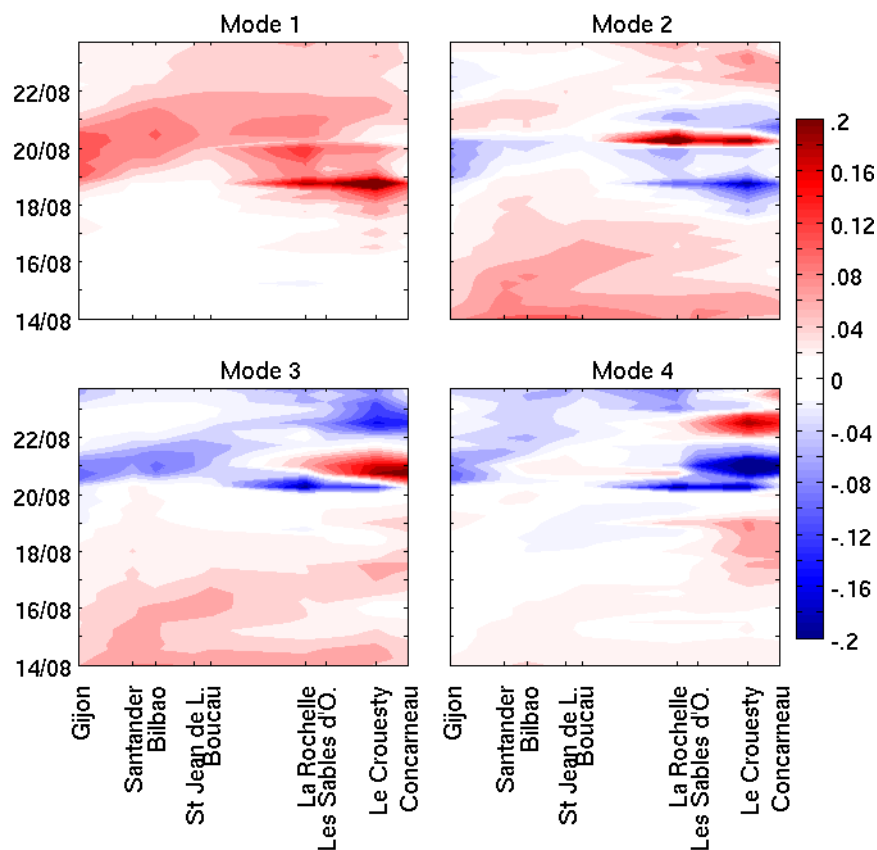 Mode 1
Mode 2
22/08
20/08
18/08
16/08
14/08
.2
0.16
.12
.08
.04
0
-.04
-.08
-.12
-.16
-.2
Mode 3
Mode 4
22/08
20/08
18/08
16/08
14/08
Gijon
Santander
Bilbao
St Jean de L.
Boucau
La Rochelle
Les Sables d'O.
Le Crouesty
Concarneau
Gijon
Santander
Bilbao
St Jean de L.
Boucau
La Rochelle
Les Sables d'O.
Le Crouesty
Concarneau